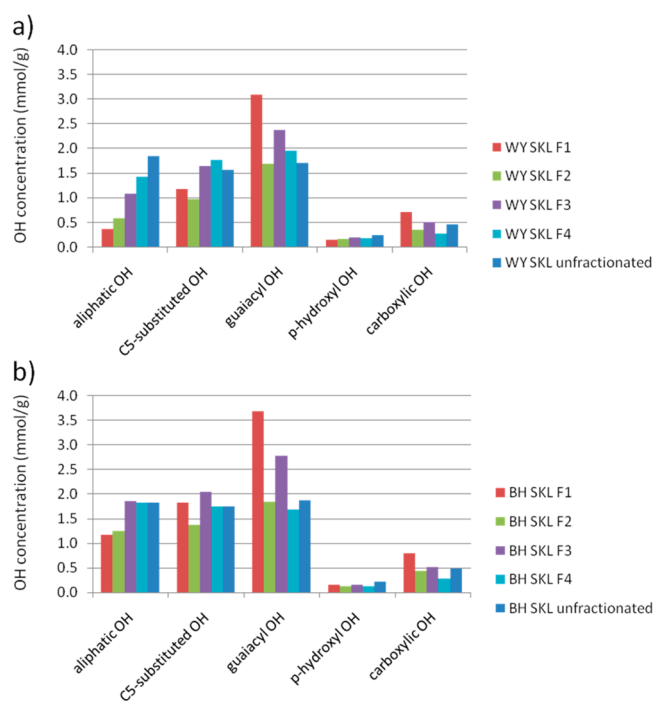 a)
OH concentration (mmol/g)
4.0
3.5
3.0
2.5
2.0
1.5
1.0
0.5
0.0
aliphatic OH
C5-substituted OH
guaiacyl OH
p-hydroxyl OH
carboxylic OH
WY SKL F1
WY SKL F2
WY SKL F3
WY SKL F4
WY SKL unfractionated
b)
OH concentration (mmol/g)
4.0
3.5
3.0
2.5
2.0
1.5
1.0
0.5
0.0
aliphatic OH
C5-substituted OH
guaiacyl OH
p-hydroxyl OH
carboxylic OH
BH SKL F1
BH SKL F2
BH SKL F3
BH SKL F4
BH SKL unfractionated